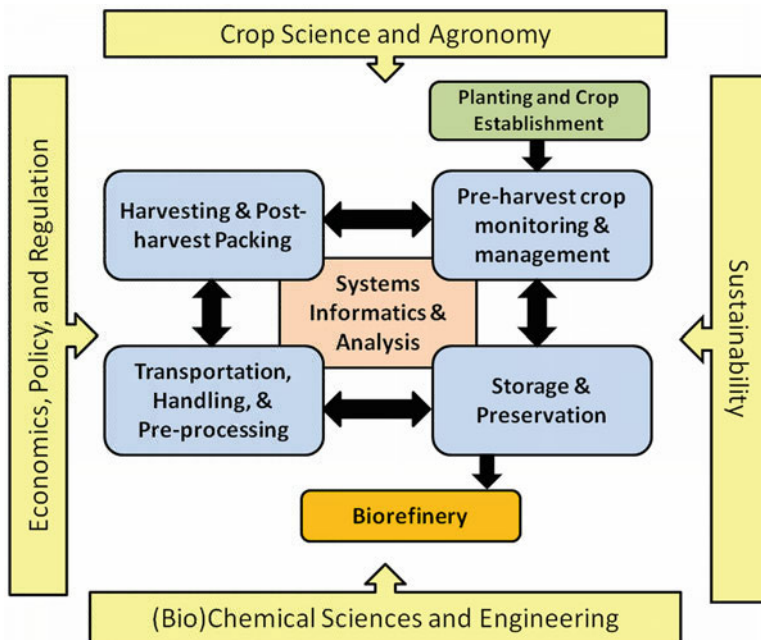 Crop Science and Agronomy
Planting and Crop
Establishment
Economics, Policy, and Regulation
Harvesting & Post-
harvest Packing
Pre-harvest crop
monitoring &
management
Systems
Informatics &
Analysis
Sustainability
Transportation,
Handling, &
Pre-processing
Storage &
Preservation
Biorefinery
(Bio)Chemical Sciences and Engineering